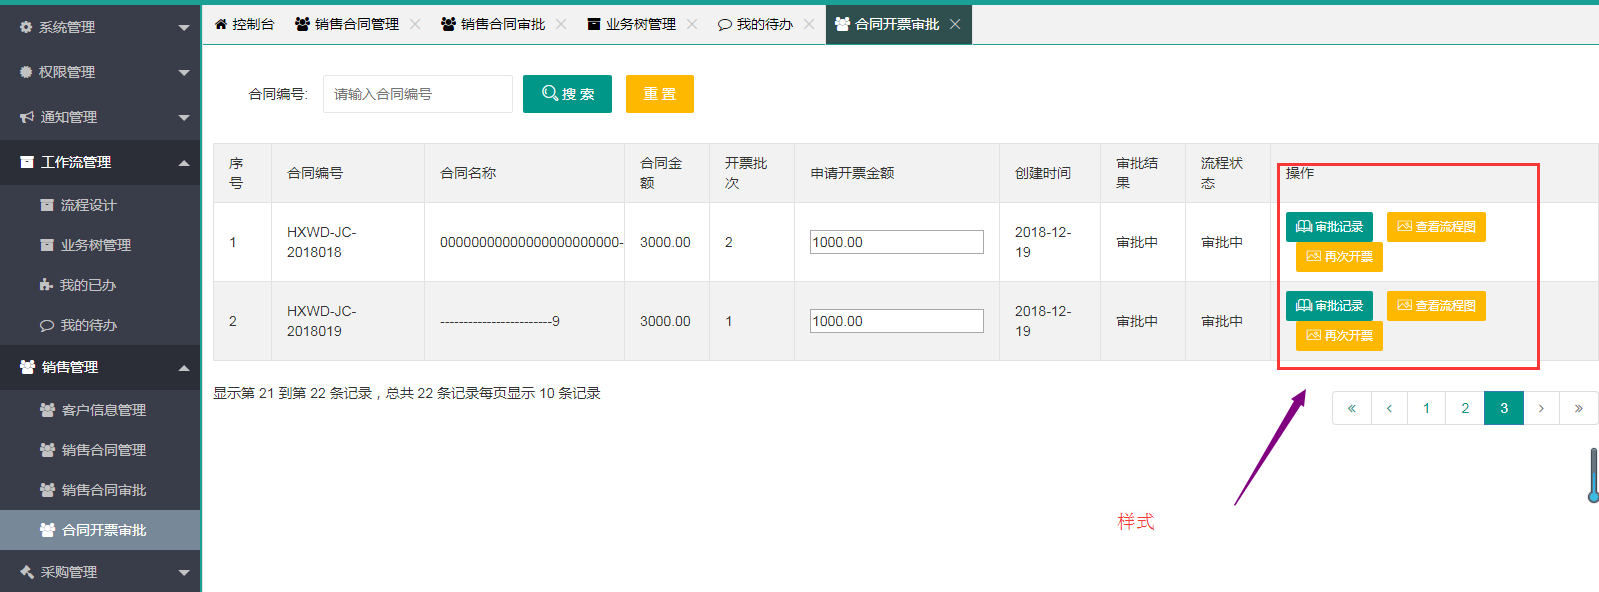 系统管理
权限管理
通知管理
工作流管理
流程设计
业务树管理
我的已办
我的待办
销售管理
客户信息管理
销售合同管理
销售合同审批
合同开票审批
采购管理
控制台 销售合同管理 销售合同审批 业务树管理 我的待办 合同开票审批
合同编号: 请输入合同编号 搜 索 重 置
序号 合同编号 合同名称 合同金额 开票批次 申请开票金额 创建时间 审批结果 流程状态 操作
1 HXWD-JC-2018018 00000000000000000000000- 3000.00 2 1000.00 2018-12-19 审批中 审批中 审批记录 查看流程图
再次开票
2 HXWD-JC-2018019 ------------------------9 3000.00 1 1000.00 2018-12-19 审批中 审批中 审批记录 查看流程图
再次开票
显示第 21 到第 22 条记录，总共 22 条记录每页显示 10 条记录
« ‹ 1 2 3 › »
样式